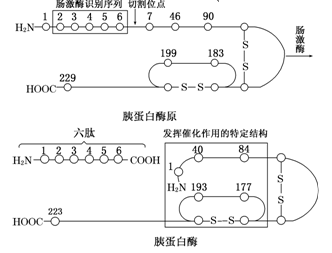 肠激酶识别序列 切割位点
H₂N 1 2 3 4 5 6 7 46 90
S
S
肠激酶
199 183
229
HOOC S S
胰蛋白酶原
六肽 发挥催化作用的特定结构
1 2 3 4 5 6 40 84
H₂N COOH 1
S
S
H₂N 193 177
223
HOOC S S
胰蛋白酶